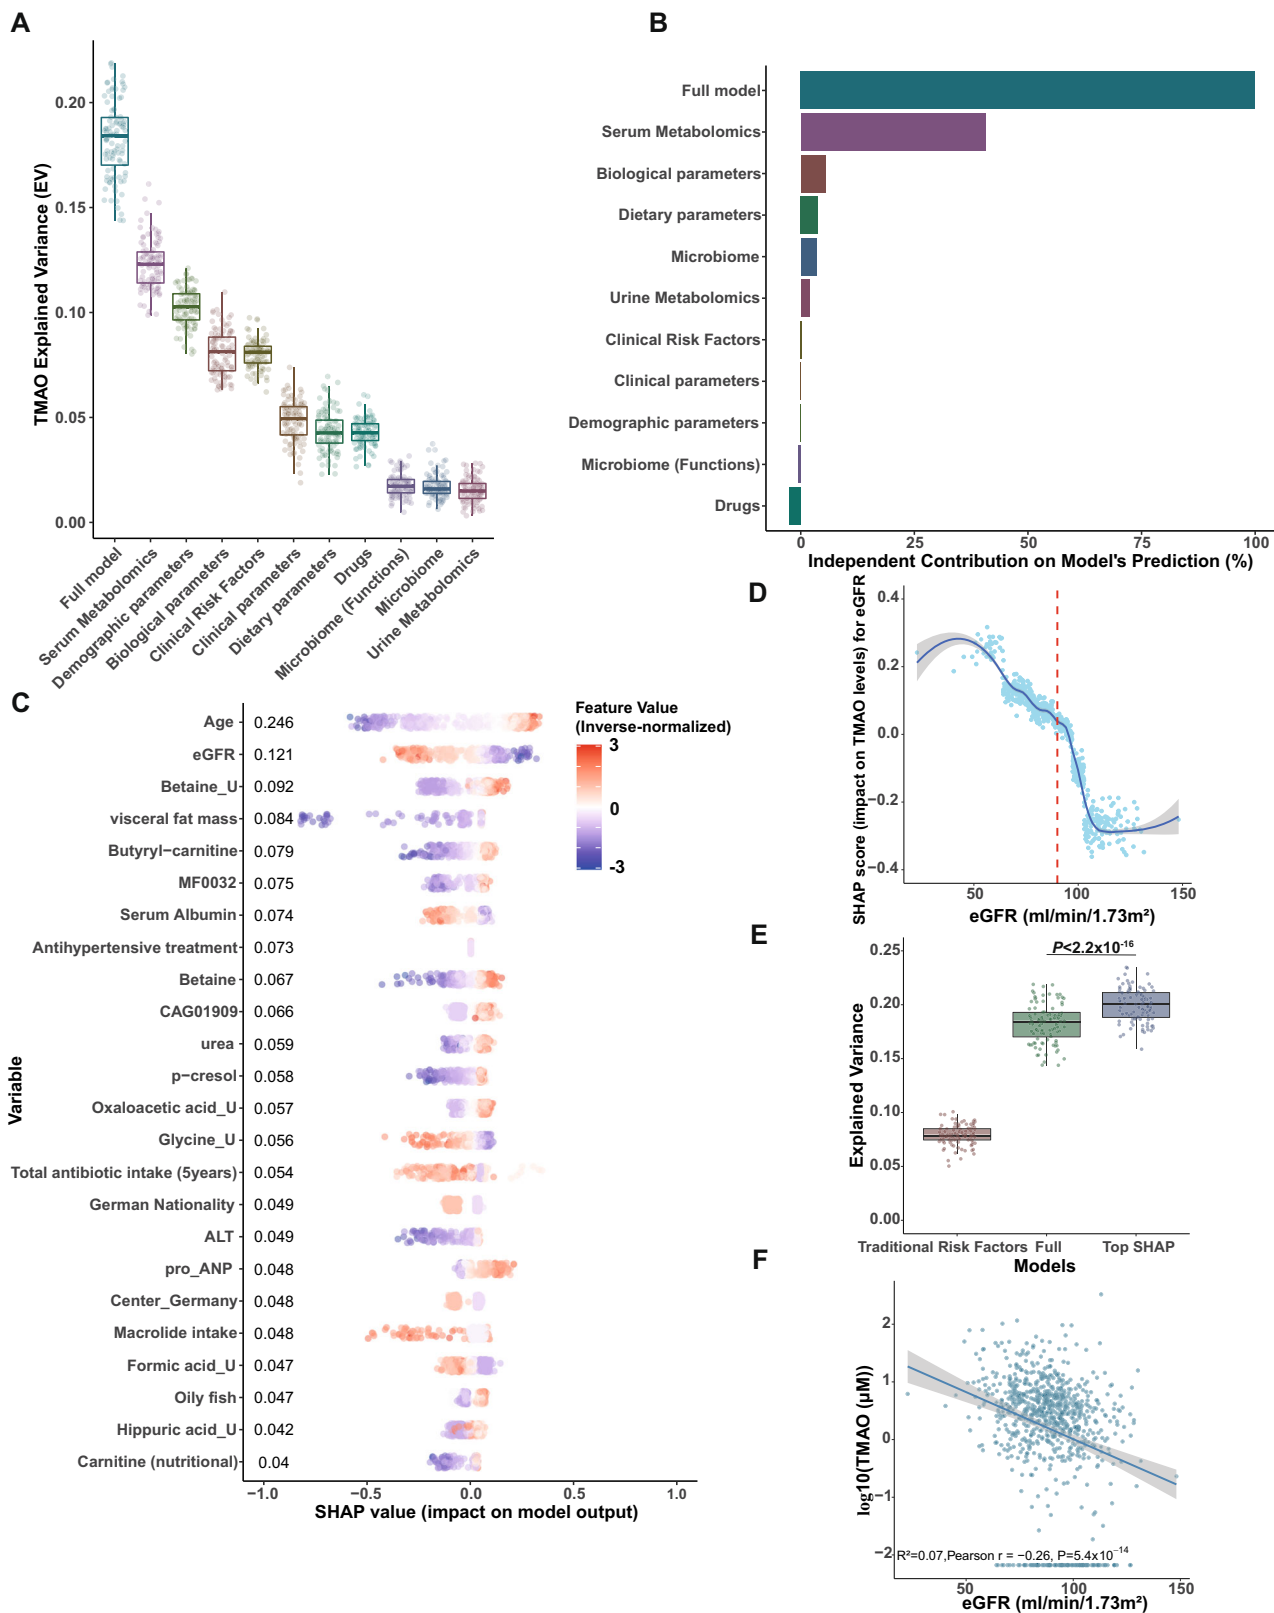 A
TMAO Explained Variance (EV)
0.20
0.15
0.10
0.05
0.00
Full model
Serum Metabolomics
Demographic parameters
Biological parameters
Clinical Risk Factors
Clinical parameters
Dietary parameters
Drugs
Microbiome (Functions)
Microbiome
Urine Metabolomics
B
Full model
Serum Metabolomics
Biological parameters
Dietary parameters
Microbiome
Urine Metabolomics
Clinical Risk Factors
Clinical parameters
Demographic parameters
Microbiome (Functions)
Drugs
0 25 50 75 100
Independent Contribution on Model's Prediction (%)
C
Variable
Age 0.246
eGFR 0.121
Betaine_U 0.092
visceral fat mass 0.084
Butyryl−carnitine 0.079
MF0032 0.075
Serum Albumin 0.074
Antihypertensive treatment 0.073
Betaine 0.067
CAG01909 0.066
urea 0.059
p−cresol 0.058
Oxaloacetic acid_U 0.057
Glycine_U 0.056
Total antibiotic intake (5years) 0.054
German Nationality 0.049
ALT 0.049
pro_ANP 0.048
Center_Germany 0.048
Macrolide intake 0.048
Formic acid_U 0.047
Oily fish 0.047
Hippuric acid_U 0.042
Carnitine (nutritional) 0.04
−1.0 −0.5 0.0 0.5 1.0
SHAP value (impact on model output)
Feature Value
(Inverse-normalized)
3
0
-3
D
SHAP score (impact on TMAO levels) for eGFR
0.4
0.2
0.0
−0.2
−0.4
50 100 150
eGFR (ml/min/1.73m²)
E
Explained Variance
P<2.2x10-16
0.25
0.20
0.15
0.10
0.05
0.00
Traditional Risk Factors Full Top SHAP
Models
F
log10(TMAO (µM))
2
1
0
−1
−2
R²=0.07,Pearson r = −0.26, P=5.4x10−14
50 100 150
eGFR (ml/min/1.73m²)